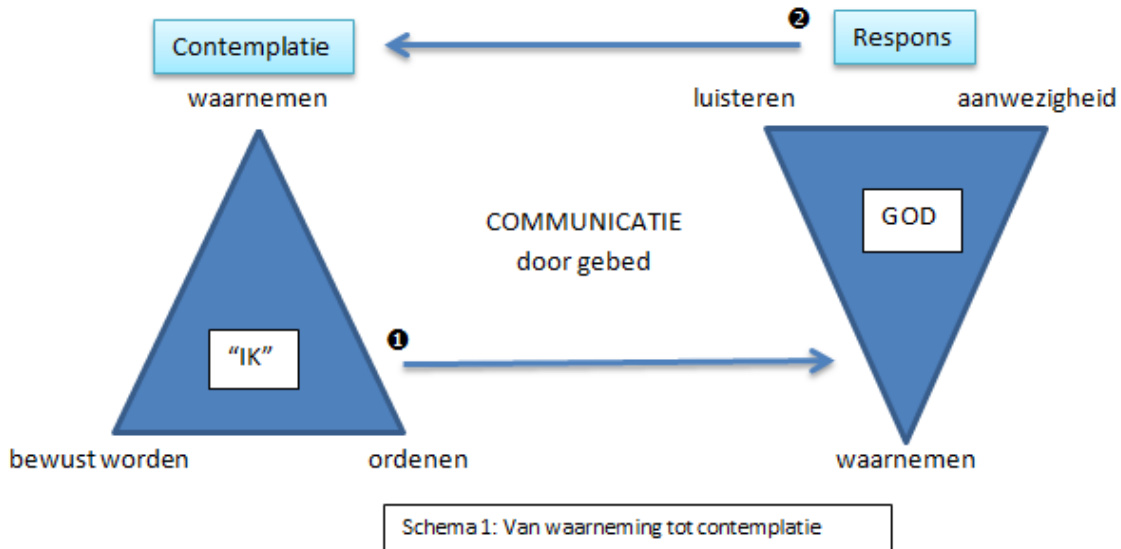 ❷
Contemplatie
Respons
waarnemen
luisteren
aanwezigheid
GOD
COMMUNICATIE
door gebed
❶
“IK”
bewust worden
ordenen
waarnemen
Schema 1: Van waarneming tot contemplatie